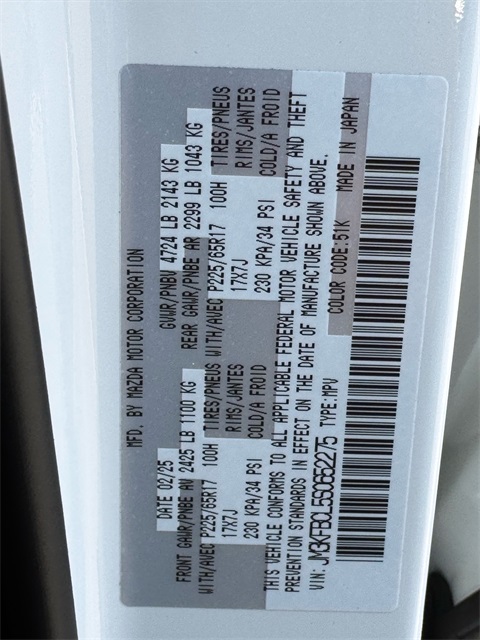 MFD. BY MAZDA MOTOR CORPORATION
DATE 02/25 GVWR/PNBV 4724 LB 2143 KG
FRONT GAWR/PNBE AV 2425 LB 1100 KG REAR GAWR/PNBE AR 2299 LB 1043 KG
WITH/AVEC P225/65R17 100H TIRES/PNEUS WITH/AVEC P225/65R17 100H TIRES/PNEUS
17X7J RIMS/JANTES 17X7J RIMS/JANTES
230 KPA/34 PSI COLD/A FROID 230 KPA/34 PSI COLD/A FROID
THIS VEHICLE CONFORMS TO ALL APPLICABLE FEDERAL MOTOR VEHICLE SAFETY AND THEFT
PREVENTION STANDARDS IN EFFECT ON THE DATE OF MANUFACTURE SHOWN ABOVE.
COLOR CODE:51K MADE IN JAPAN
VIN: JM3KFBCL5S0662275 TYPE:MPV